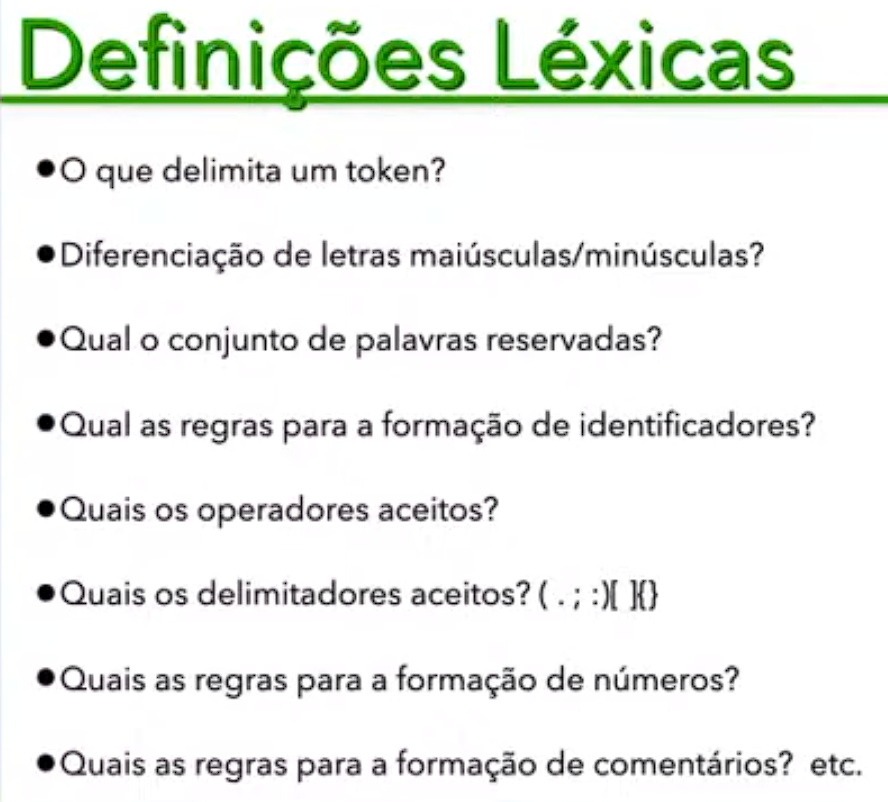 Definições Léxicas
●O que delimita um token?
●Diferenciação de letras maiúsculas/minúsculas?
●Qual o conjunto de palavras reservadas?
●Qual as regras para a formação de identificadores?
●Quais os operadores aceitos?
●Quais os delimitadores aceitos? ( . ; :)[ ]{}
●Quais as regras para a formação de números?
●Quais as regras para a formação de comentários?  etc.